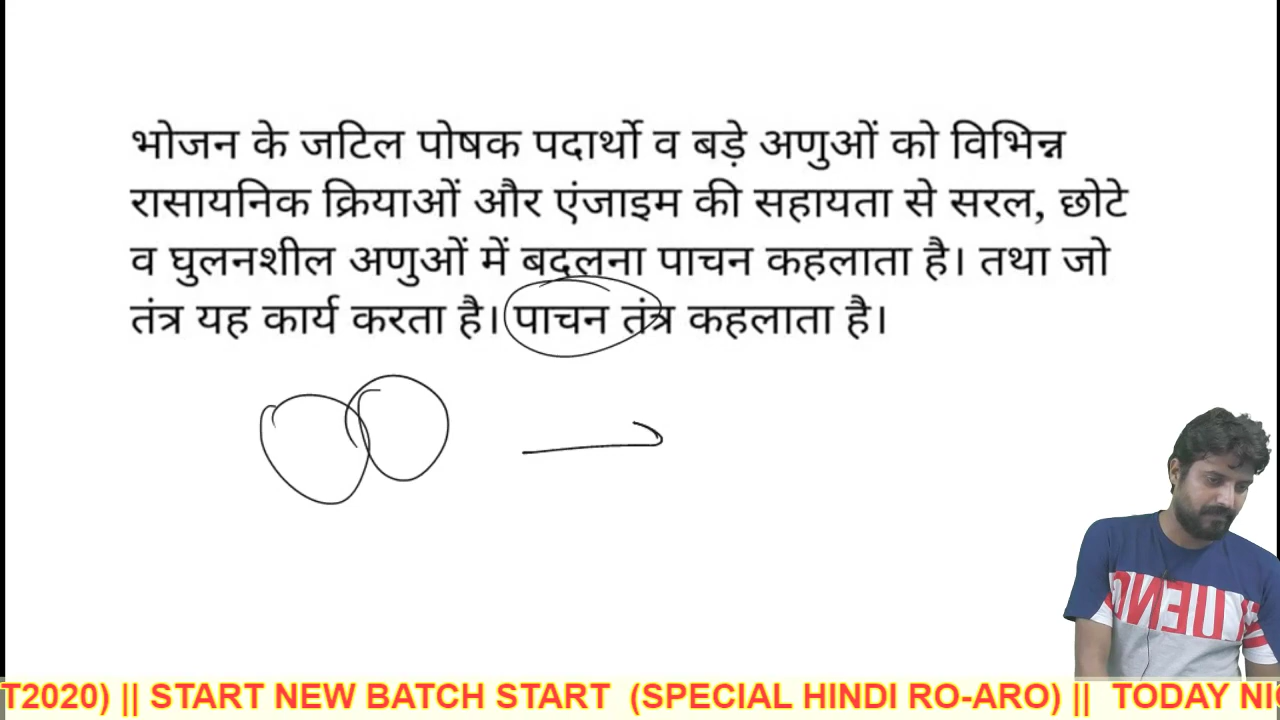 भोजन के जटिल पोषक पदार्थो व बड़े अणुओं को विभिन्न
रासायनिक क्रियाओं और एंजाइम की सहायता से सरल, छोटे
व घुलनशील अणुओं में बदलना पाचन कहलाता है। तथा जो
तंत्र यह कार्य करता है। पाचन तंत्र कहलाता है।
T2020) || START NEW BATCH START (SPECIAL HINDI RO-ARO) || TODAY